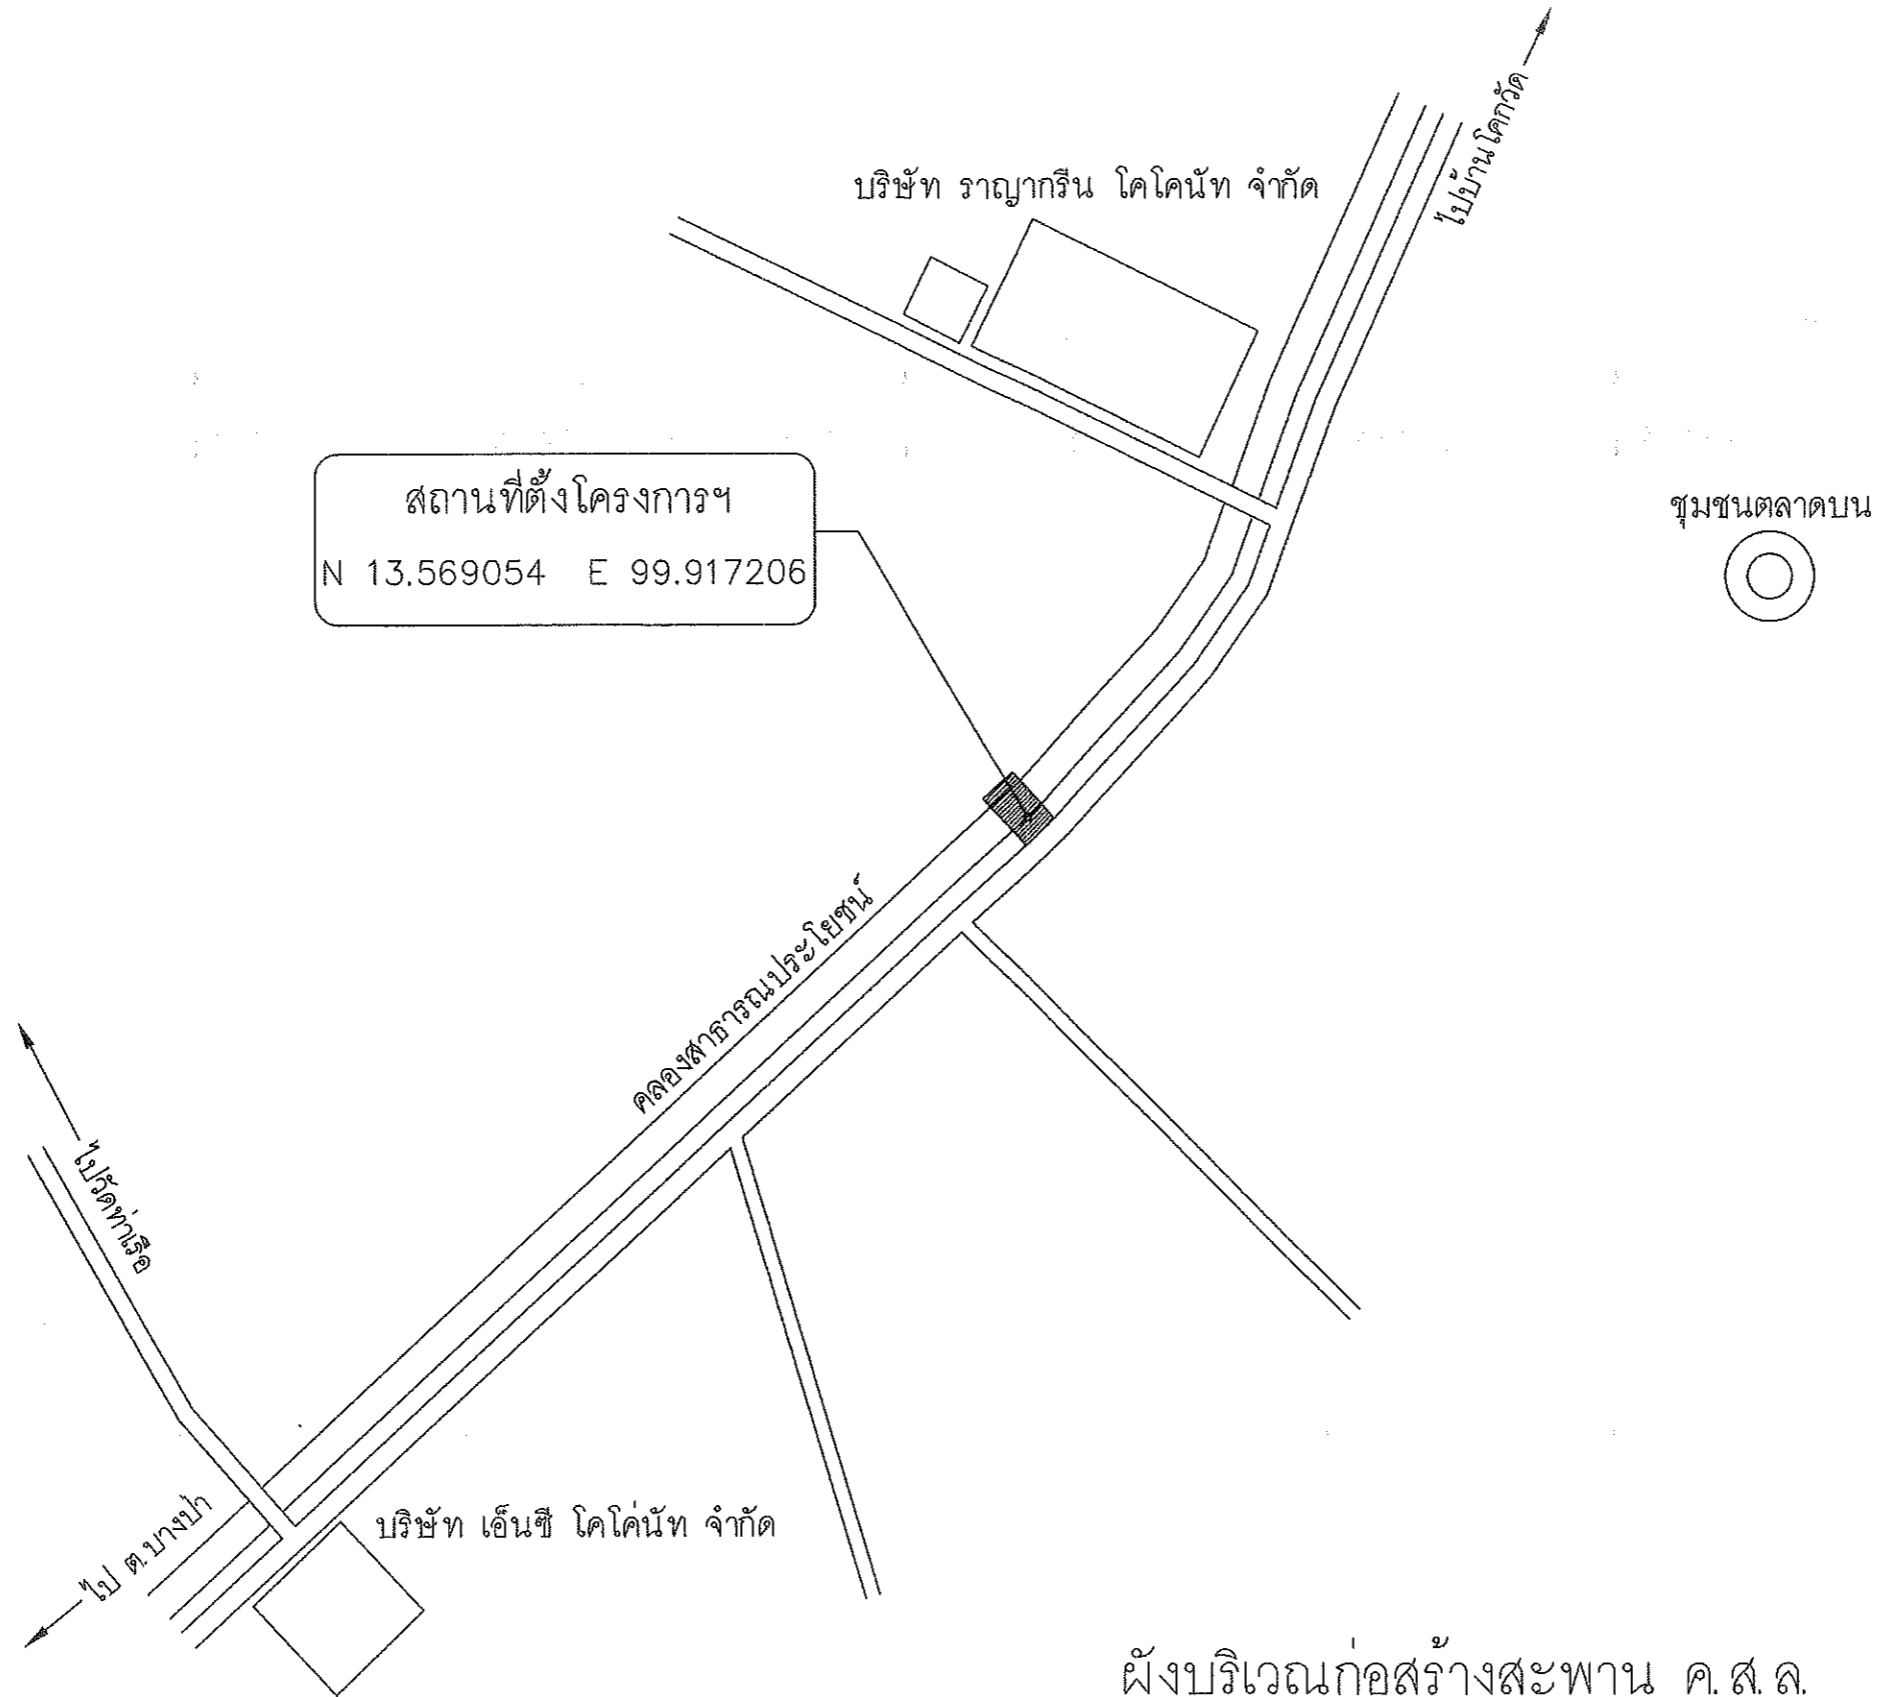 ไปบ้านโคกวัด
บริษัท ราญากรีน โคโคนัท จำกัด
สถานที่ตั้งโครงการฯ
N 13.569054 E 99.917206
ชุมชนตลาดบน
คลองสาธารณประโยชน์
ไปวัดท่าเรือ
ไป ต.บางป่า
บริษัท เอ็นซี โคโค่นัท จำกัด
ผังบริเวณก่อสร้างสะพาน ค.ส.ล.